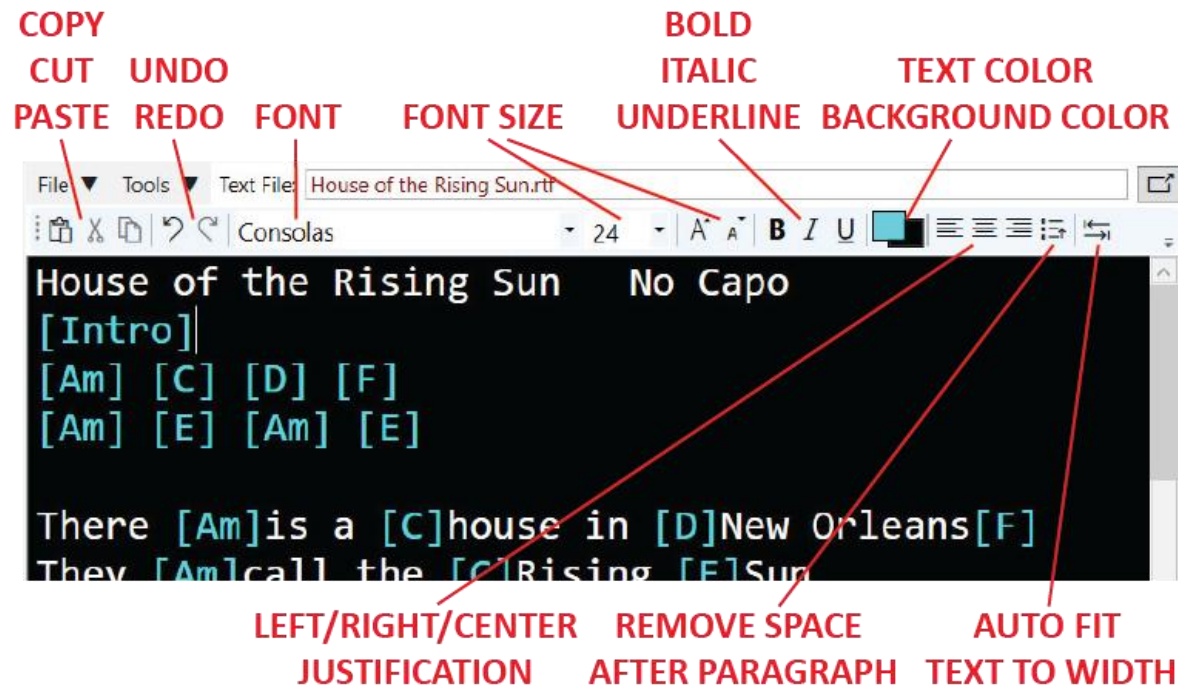 COPY
CUT
PASTE
UNDO
REDO
FONT
FONT SIZE
BOLD
ITALIC
UNDERLINE
TEXT COLOR
BACKGROUND COLOR
File ▼ Tools ▼ Text File: House of the Rising Sun.rtf
Consolas 24 A A B I U
House of the Rising Sun No Capo
[Intro]
[Am] [C] [D] [F]
[Am] [E] [Am] [E]
There [Am]is a [C]house in [D]New Orleans[F]
They [Am]call the [C]Rising [E]Sun
LEFT/RIGHT/CENTER
JUSTIFICATION
REMOVE SPACE
AFTER PARAGRAPH
AUTO FIT
TEXT TO WIDTH